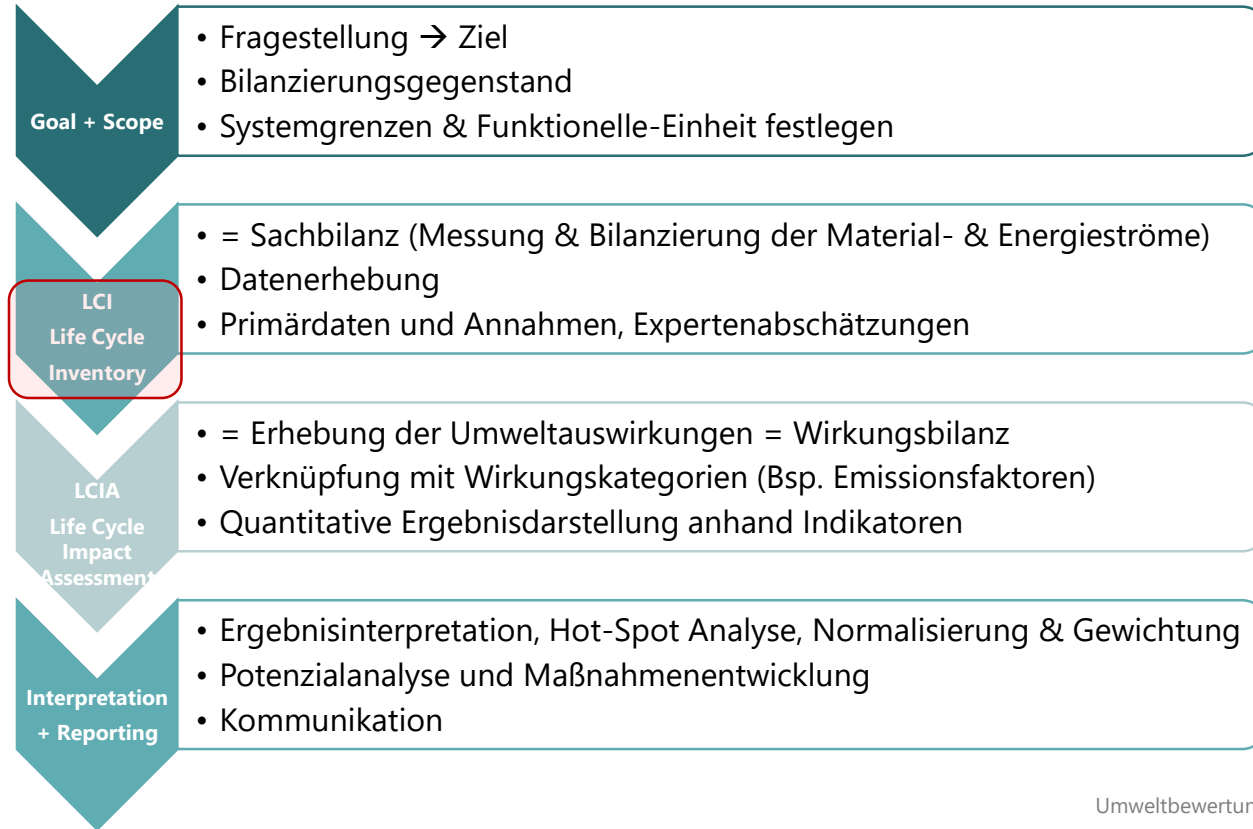 Goal + Scope
• Fragestellung → Ziel
• Bilanzierungsgegenstand
• Systemgrenzen & Funktionelle-Einheit festlegen
LCI
Life Cycle
Inventory
• = Sachbilanz (Messung & Bilanzierung der Material- & Energieströme)
• Datenerhebung
• Primärdaten und Annahmen, Expertenabschätzungen
LCIA
Life Cycle
Impact
Assessment
• = Erhebung der Umweltauswirkungen = Wirkungsbilanz
• Verknüpfung mit Wirkungskategorien (Bsp. Emissionsfaktoren)
• Quantitative Ergebnisdarstellung anhand Indikatoren
Interpretation
+ Reporting
• Ergebnisinterpretation, Hot-Spot Analyse, Normalisierung & Gewichtung
• Potenzialanalyse und Maßnahmenentwicklung
• Kommunikation